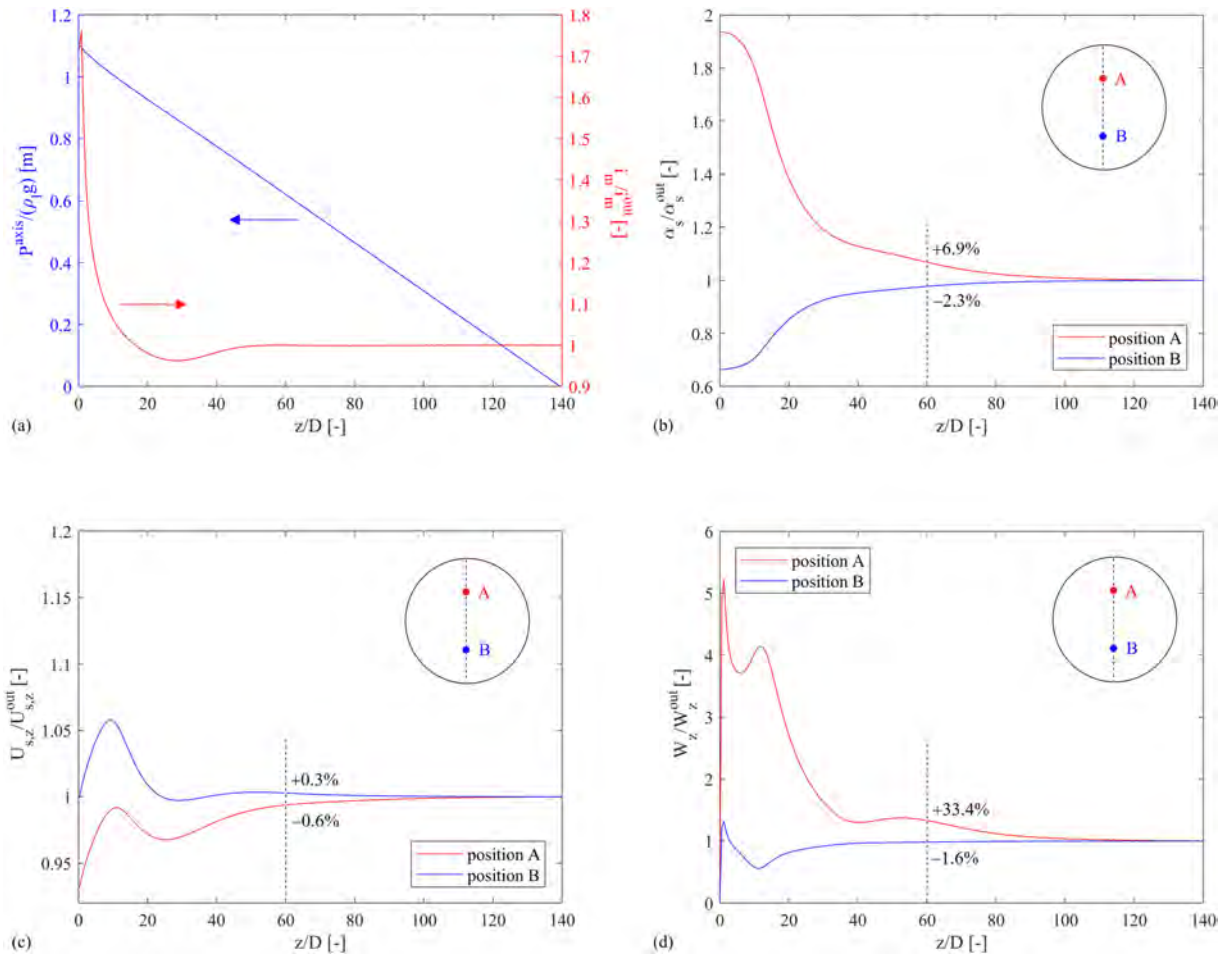 1.2
1
0.8
0.6
0.4
0.2
0
P^axis/(ρ_l g) [m]
1.8
1.7
1.6
1.5
1.4
1.3
1.2
1.1
1
0.9
i_m/i_m^out [-]
0 20 40 60 80 100 120 140
(a) z/D [-]
2
1.8
1.6
1.4
1.2
1
0.8
0.6
α_s/α_s^out [-]
A
B
+6.9%
−2.3%
position A
position B
0 20 40 60 80 100 120 140
(b) z/D [-]
1.2
1.15
1.1
1.05
1
0.95
U_s,z/U_s,z^out [-]
A
B
+0.3%
−0.6%
position A
position B
0 20 40 60 80 100 120 140
(c) z/D [-]
6
5
4
3
2
1
0
W_z/W_z^out [-]
position A
position B
A
B
+33.4%
−1.6%
0 20 40 60 80 100 120 140
(d) z/D [-]